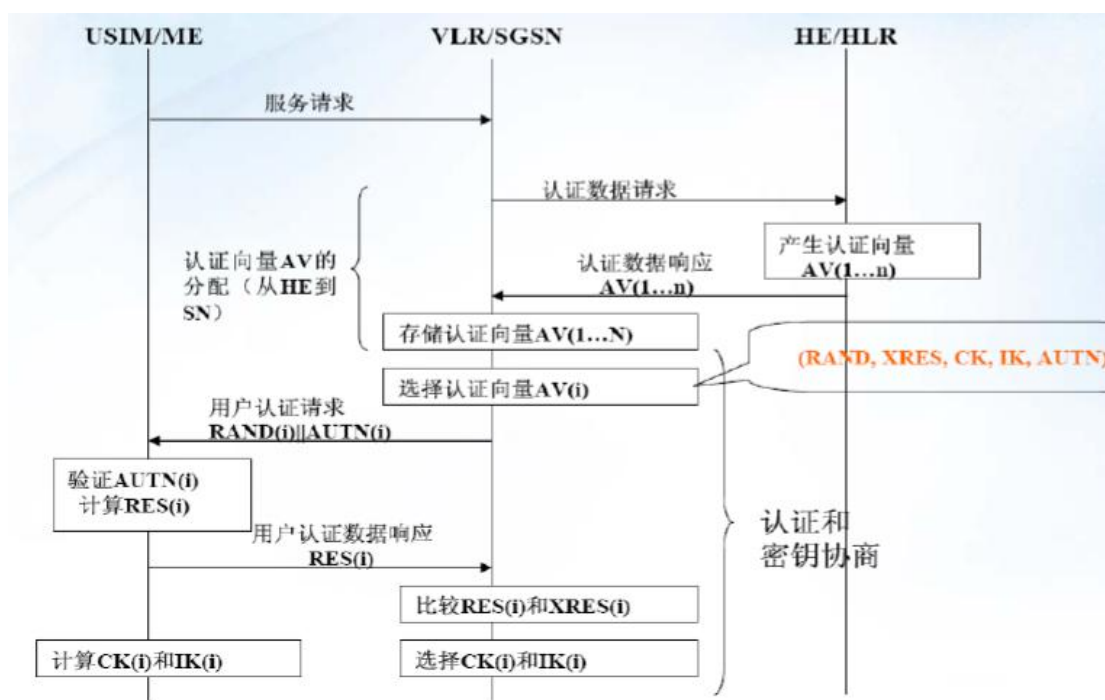 USIM/ME
VLR/SGSN
HE/HLR
服务请求
认证数据请求
产生认证向量
AV(1…n)
认证数据响应
AV(1…n)
认证向量AV的
分配（从HE到
SN）
存储认证向量AV(1…N)
(RAND, XRES, CK, IK, AUTN)
选择认证向量AV(i)
用户认证请求
RAND(i)||AUTN(i)
验证AUTN(i)
计算RES(i)
用户认证数据响应
RES(i)
认证和
密钥协商
比较RES(i)和XRES(i)
计算CK(i)和IK(i)
选择CK(i)和IK(i)